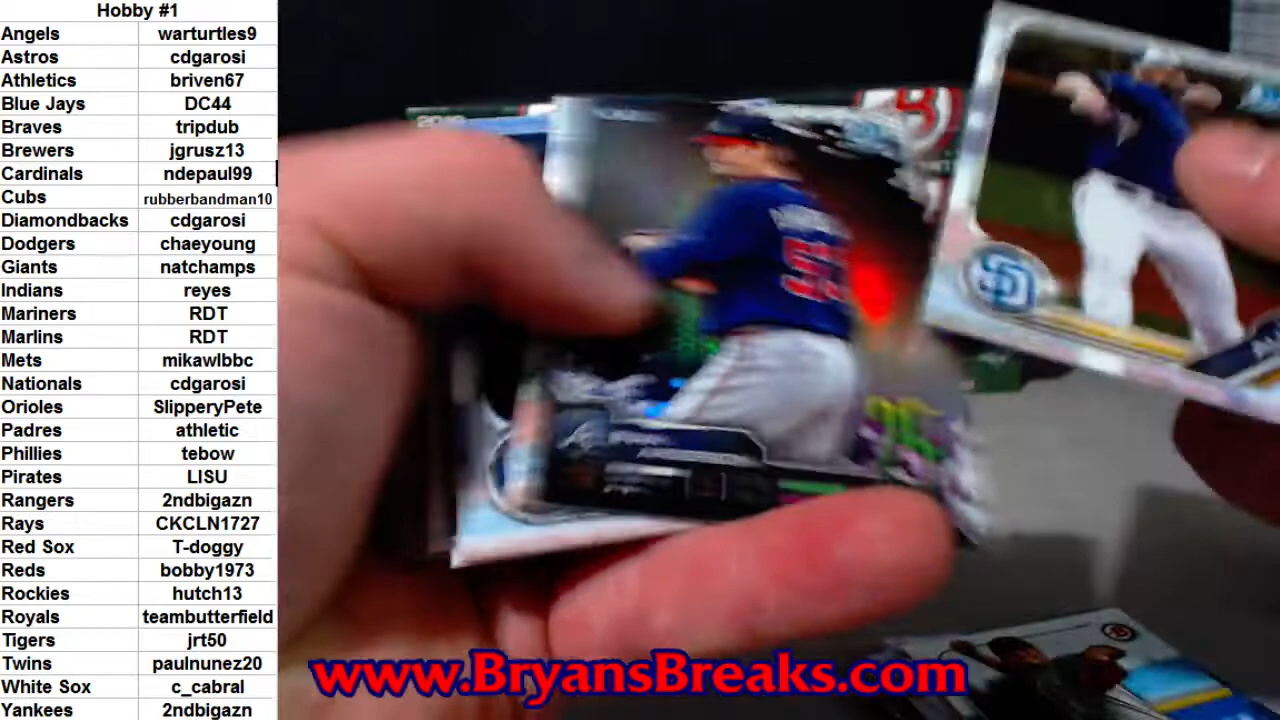 Hobby #1
Angels warturtles9
Astros cdgarosi
Athletics briven67
Blue Jays DC44
Braves tripdub
Brewers jgrusz13
Cardinals ndepaul99
Cubs rubberbandman10
Diamondbacks cdgarosi
Dodgers chaeyoung
Giants natchamps
Indians reyes
Mariners RDT
Marlins RDT
Mets mikawlbbc
Nationals cdgarosi
Orioles SlipperyPete
Padres athletic
Phillies tebow
Pirates LISU
Rangers 2ndbigazn
Rays CKCLN1727
Red Sox T-doggy
Reds bobby1973
Rockies hutch13
Royals teambutterfield
Tigers jrt50
Twins paulnunez20
White Sox c_cabral
Yankees 2ndbigazn
B
53
SD
www.BryansBreaks.com